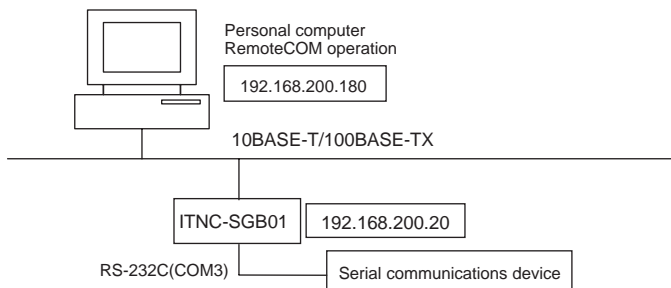 Personal computer
RemoteCOM operation
192.168.200.180
10BASE-T/100BASE-TX
ITNC-SGB01
192.168.200.20
RS-232C(COM3)
Serial communications device